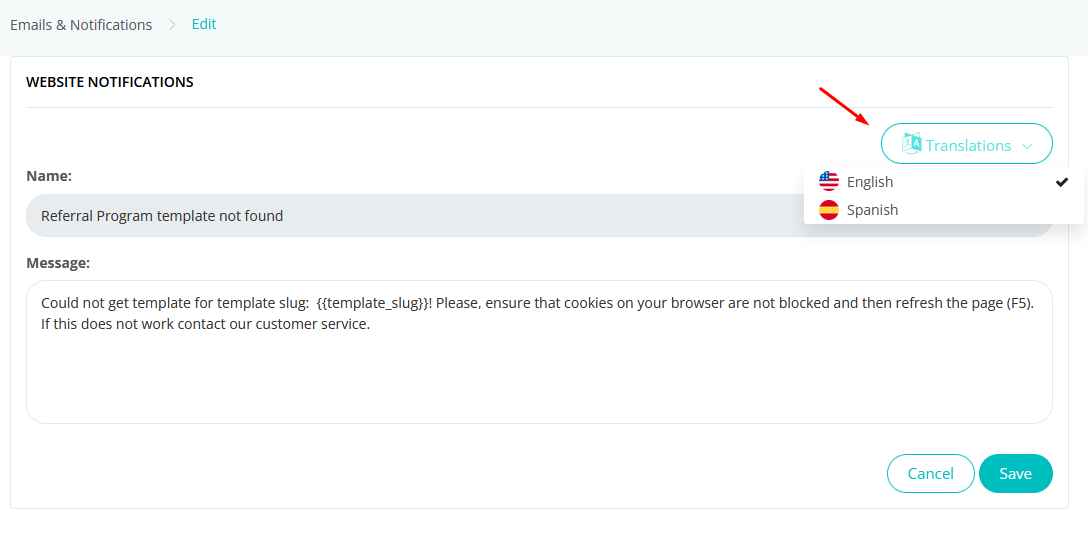 Emails & Notifications > Edit
WEBSITE NOTIFICATIONS
Translations
English
Spanish
Name:
Referral Program template not found
Message:
Could not get template for template slug:  {{template_slug}}! Please, ensure that cookies on your browser are not blocked and then refresh the page (F5).
If this does not work contact our customer service.
Cancel Save